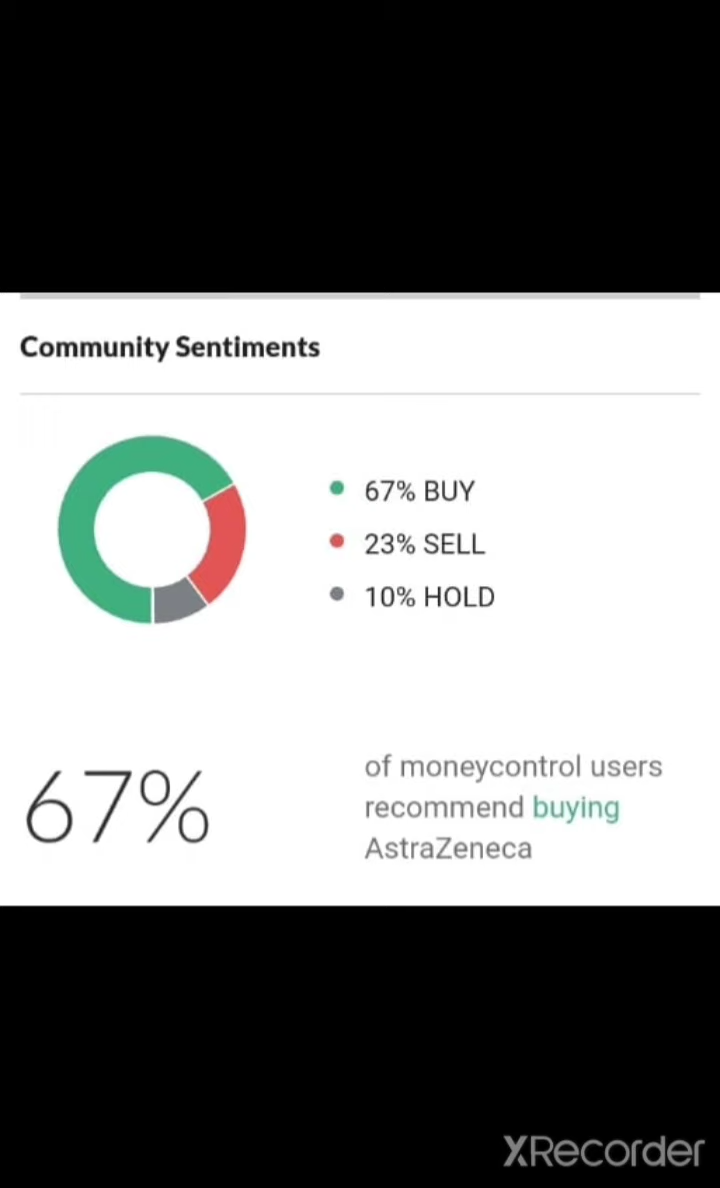 Community Sentiments
67% BUY
23% SELL
10% HOLD
67%
of moneycontrol users
recommend buying
AstraZeneca
XRecorder